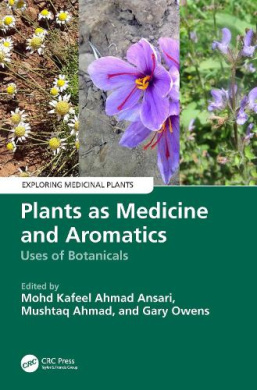 EXPLORING MEDICINAL PLANTS
Plants as Medicine
and Aromatics
Uses of Botanicals
Edited by
Mohd Kafeel Ahmad Ansari,
Mushtaq Ahmad, and Gary Owens
CRC
CRC Press
Taylor & Francis Group